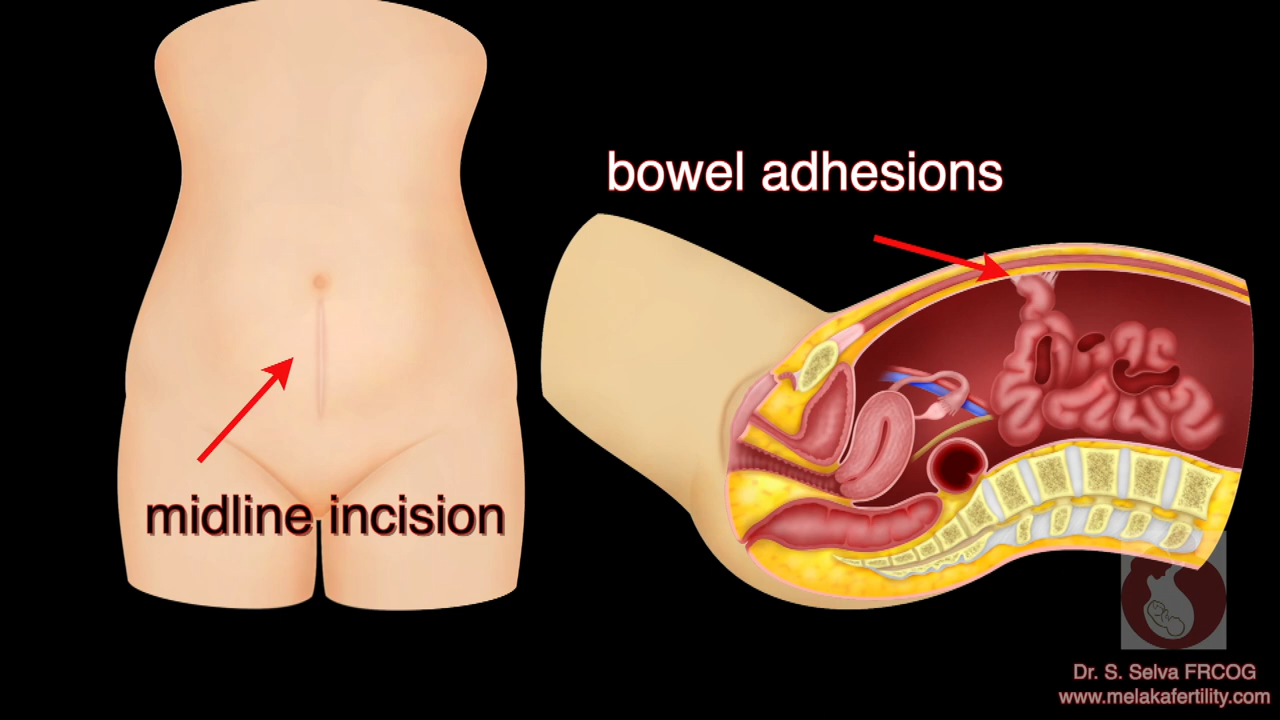 bowel adhesions
midline incision
Dr. S. Selva FRCOG
www.melakafertility.com